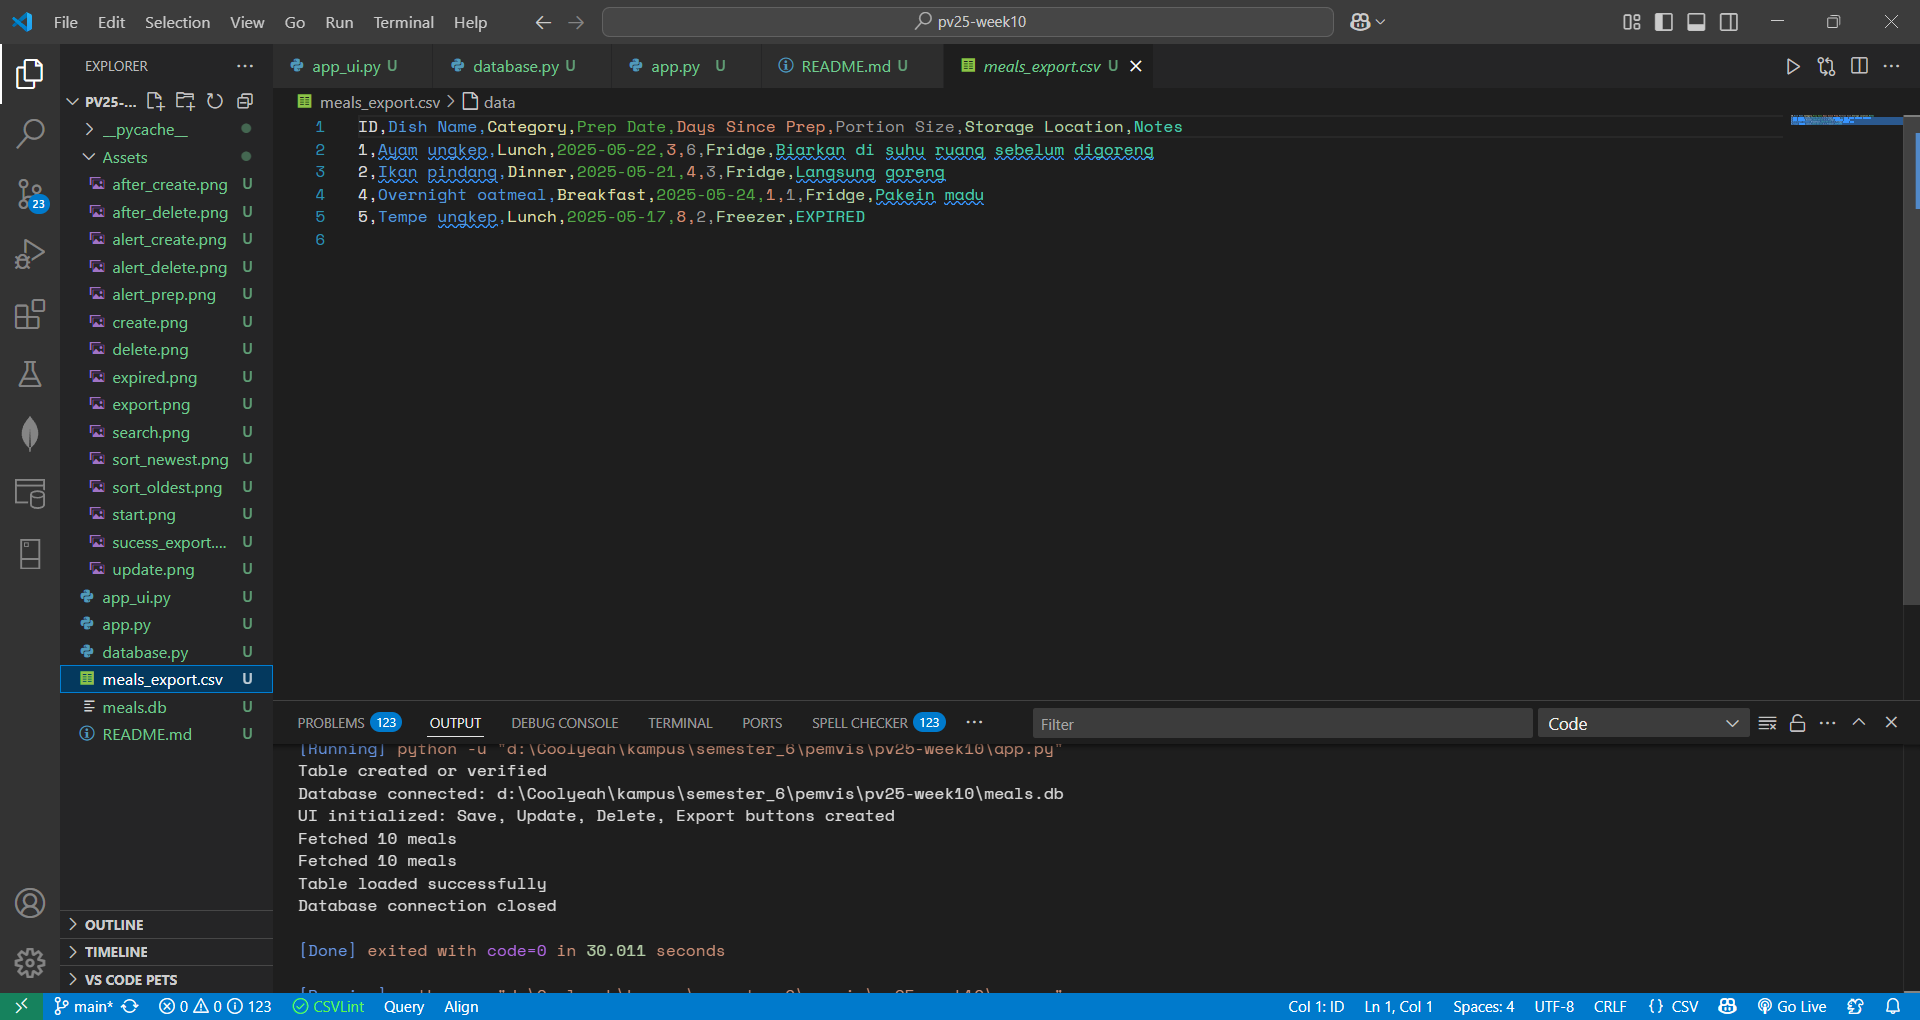 File Edit Selection View Go Run Terminal Help
pv25-week10
EXPLORER
PV25-...
__pycache__
Assets
after_create.png U
after_delete.png U
alert_create.png U
alert_delete.png U
alert_prep.png U
create.png U
delete.png U
expired.png U
export.png U
search.png U
sort_newest.png U
sort_oldest.png U
start.png U
sucess_export.... U
update.png U
app_ui.py U
app.py U
database.py U
meals_export.csv U
meals.db U
README.md U
OUTLINE
TIMELINE
VS CODE PETS
23
app_ui.py U database.py U app.py U README.md U meals_export.csv U
meals_export.csv > data
1 ID,Dish Name,Category,Prep Date,Days Since Prep,Portion Size,Storage Location,Notes
2 1,Ayam ungkep,Lunch,2025-05-22,3,6,Fridge,Biarkan di suhu ruang sebelum digoreng
3 2,Ikan pindang,Dinner,2025-05-21,4,3,Fridge,Langsung goreng
4 4,Overnight oatmeal,Breakfast,2025-05-24,1,1,Fridge,Pakein madu
5 5,Tempe ungkep,Lunch,2025-05-17,8,2,Freezer,EXPIRED
6
PROBLEMS 123 OUTPUT DEBUG CONSOLE TERMINAL PORTS SPELL CHECKER 123 Filter Code
[Running] python -u "d:\Coolyeah\kampus\semester_6\pemvis\pv25-week10\app.py"
Table created or verified
Database connected: d:\Coolyeah\kampus\semester_6\pemvis\pv25-week10\meals.db
UI initialized: Save, Update, Delete, Export buttons created
Fetched 10 meals
Fetched 10 meals
Table loaded successfully
Database connection closed
[Done] exited with code=0 in 30.011 seconds
main* 0 0 123 CSVLint Query Align Col 1: ID Ln 1, Col 1 Spaces: 4 UTF-8 CRLF {} CSV Go Live